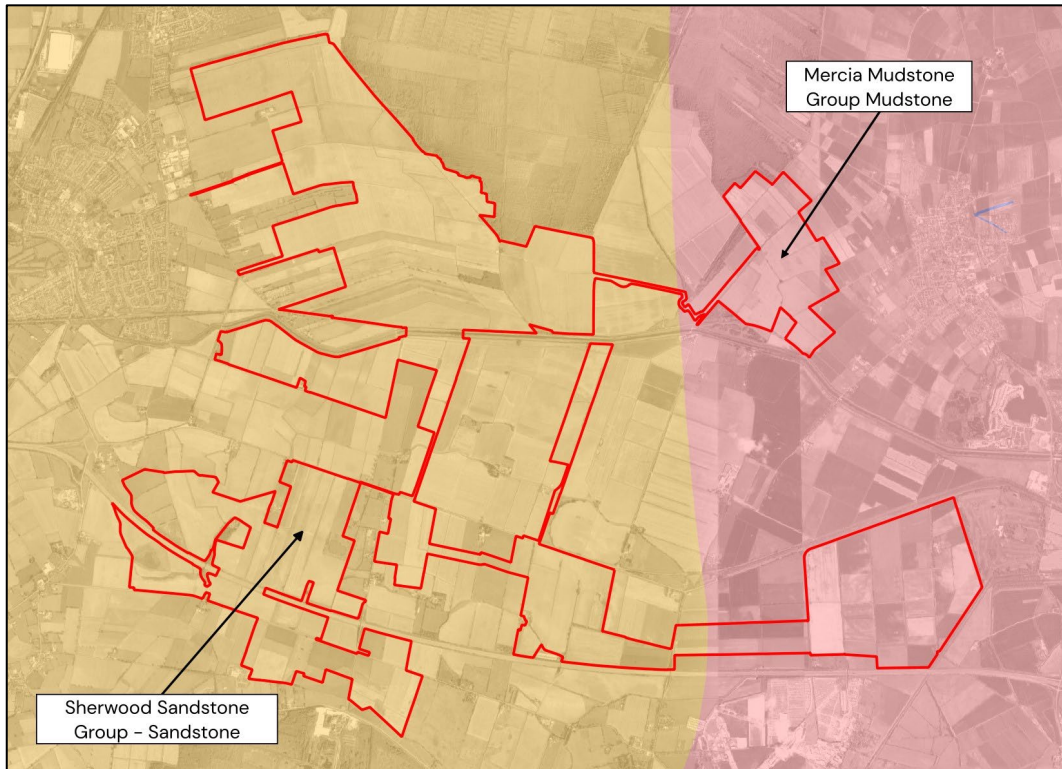 Mercia Mudstone
Group Mudstone
Sherwood Sandstone
Group - Sandstone